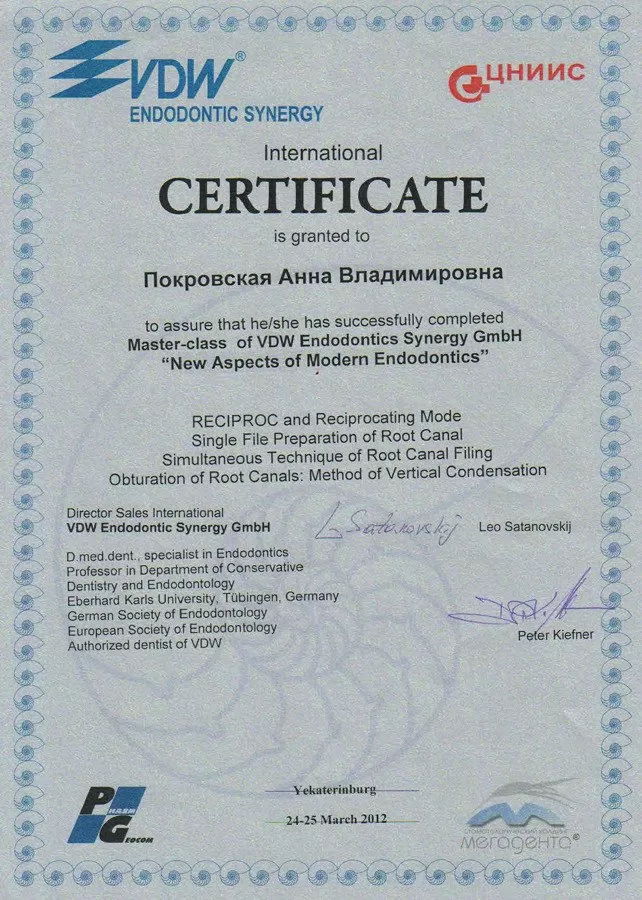 VDW®
ENDODONTIC SYNERGY
ЦНИИС
International
CERTIFICATE
is granted to
Покровская Анна Владимировна
to assure that he/she has successfully completed
Master-class of VDW Endodontics Synergy GmbH
“New Aspects of Modern Endodontics”
RECIPROC and Reciprocating Mode
Single File Preparation of Root Canal
Simultaneous Technique of Root Canal Filing
Obturation of Root Canals: Method of Vertical Condensation
Director Sales International
VDW Endodontic Synergy GmbH
L Satanovskij
Leo Satanovskij
D.med.dent., specialist in Endodontics
Professor in Department of Conservative
Dentistry and Endodontology
Eberhard Karls University, Tübingen, Germany
German Society of Endodontology
European Society of Endodontology
Authorized dentist of VDW
Peter Kiefner
PHARM
GEOCOM
Yekaterinburg
24-25 March 2012
СТОМАТОЛОГИЧЕСКИЙ ХОЛДИНГ
мегадента®